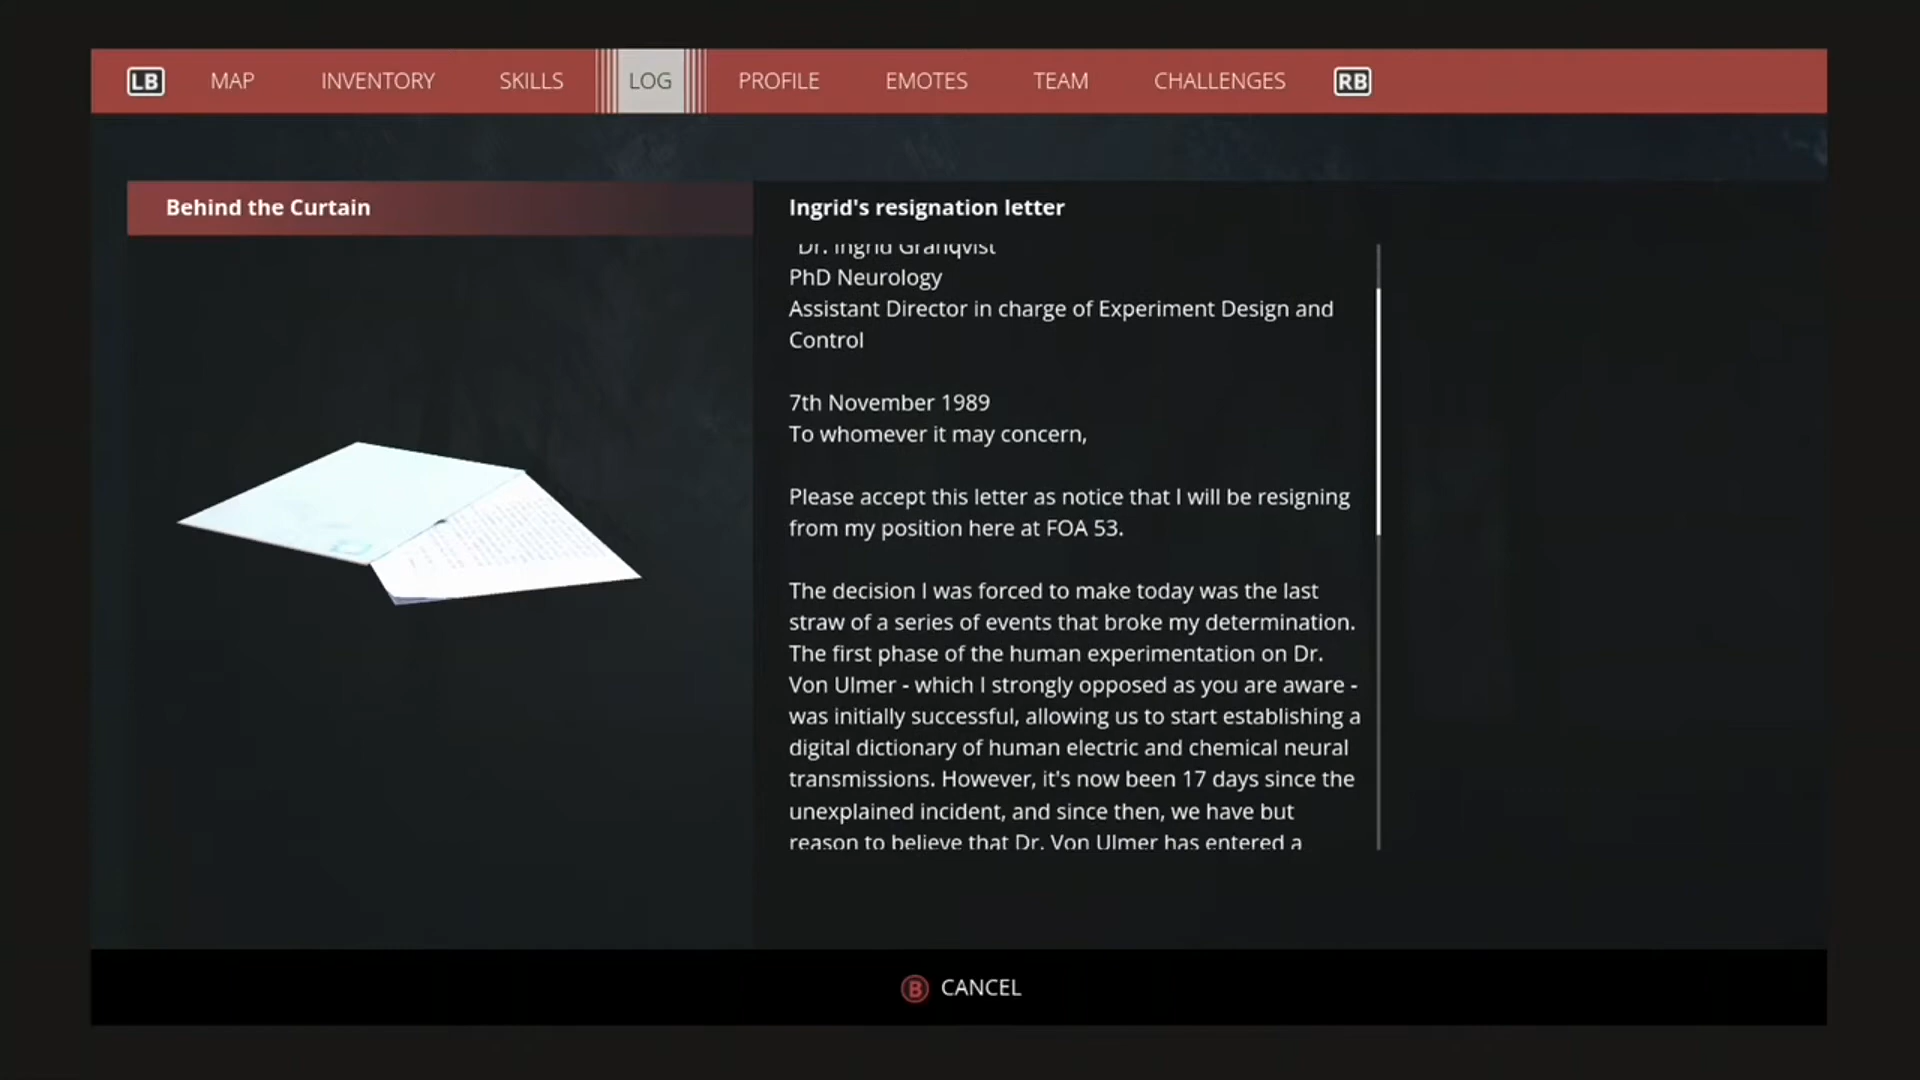 LB MAP INVENTORY SKILLS LOG PROFILE EMOTES TEAM CHALLENGES RB
Behind the Curtain
Ingrid's resignation letter
Dr. Ingrid Granqvist
PhD Neurology
Assistant Director in charge of Experiment Design and
Control
7th November 1989
To whomever it may concern,
Please accept this letter as notice that I will be resigning
from my position here at FOA 53.
The decision I was forced to make today was the last
straw of a series of events that broke my determination.
The first phase of the human experimentation on Dr.
Von Ulmer - which I strongly opposed as you are aware -
was initially successful, allowing us to start establishing a
digital dictionary of human electric and chemical neural
transmissions. However, it's now been 17 days since the
unexplained incident, and since then, we have but
reason to believe that Dr. Von Ulmer has entered a
B CANCEL